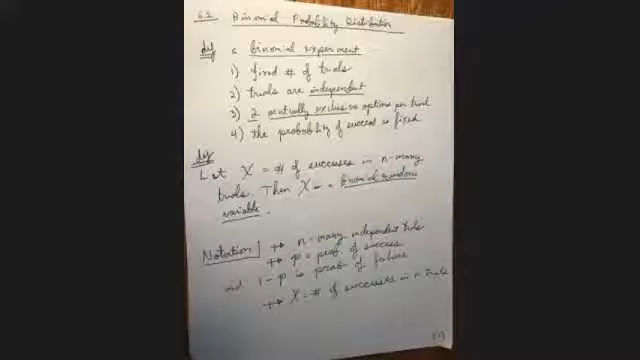 6.2 Binomial Probability Distribution
def a binomial experiment
1) fixed # of trials
2) trials are independent
3) 2 mutually exclusive options per trial
4) the probability of success is fixed
def
Let X = # of successes in n-many
trials. Then X is a binomial random
variable.
Notation ↔ n-many independent trials
↔ p = prob. of success
and 1-p is prob of failure
↔ X = # of successes in n trials
(1)